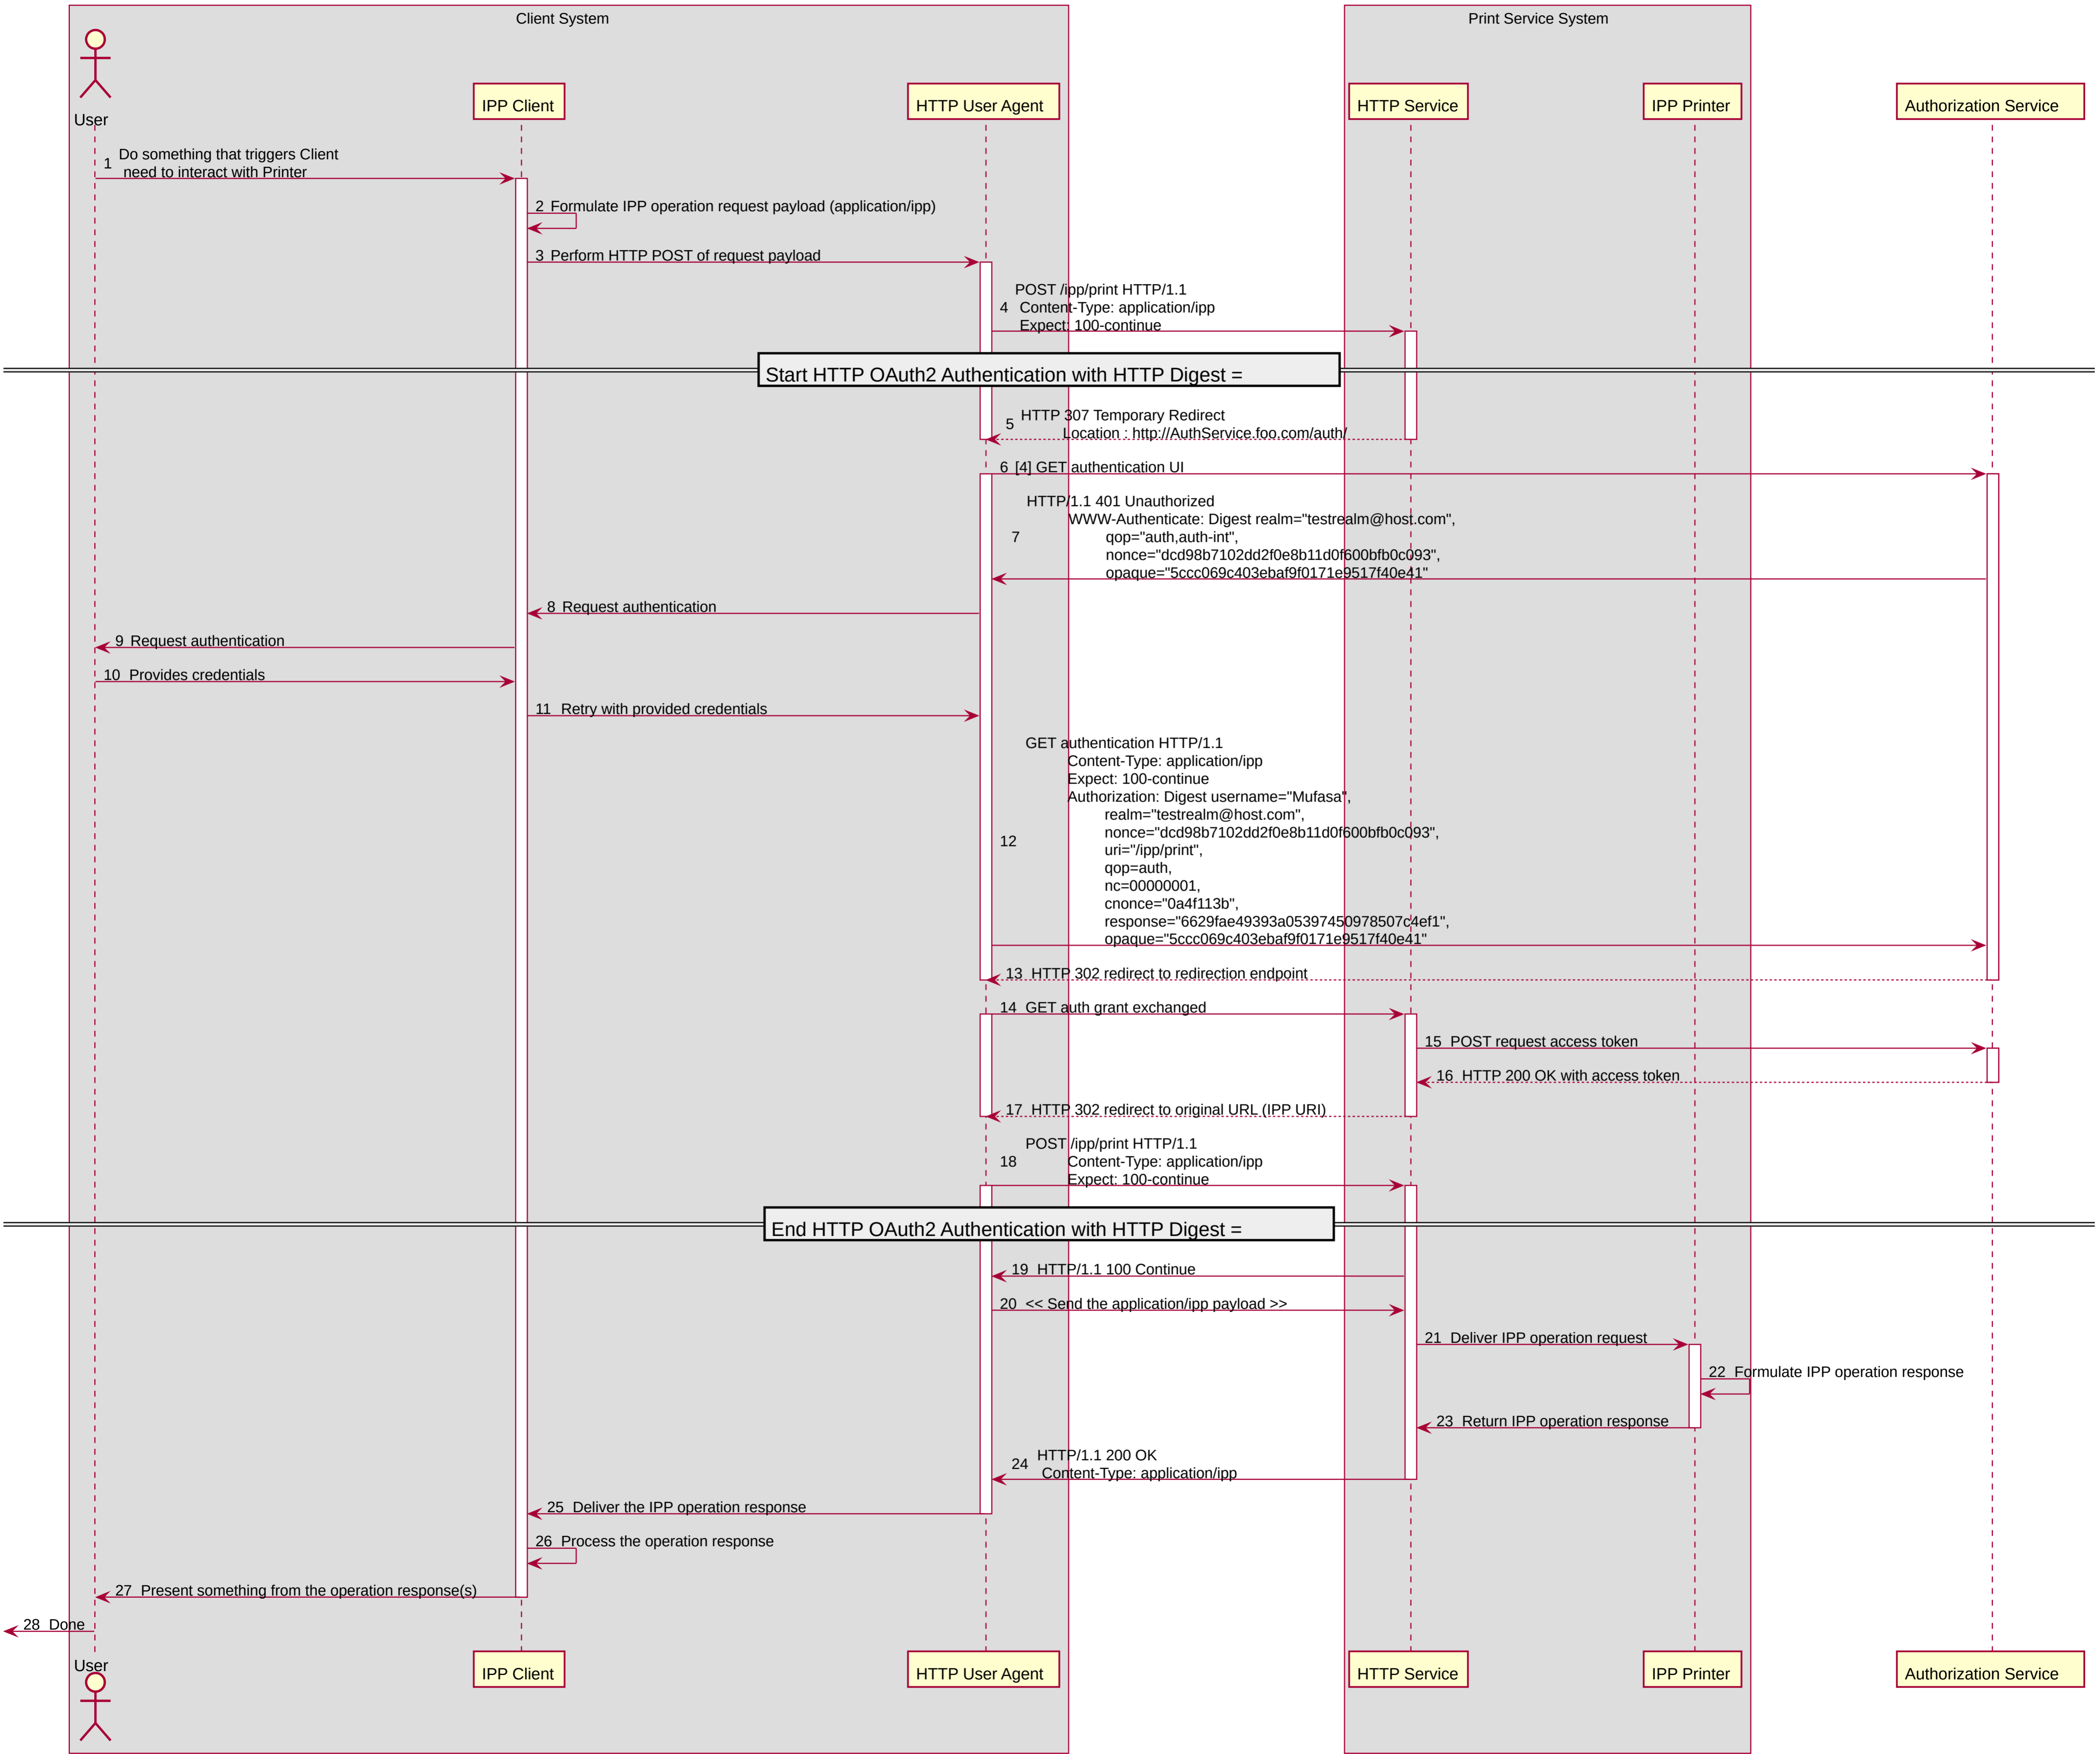 Client System
Print Service System
User
IPP Client
HTTP User Agent
HTTP Service
IPP Printer
Authorization Service
1 Do something that triggers Client
need to interact with Printer
2 Formulate IPP operation request payload (application/ipp)
3 Perform HTTP POST of request payload
POST /ipp/print HTTP/1.1
4 Content-Type: application/ipp
Expect: 100-continue
Start HTTP OAuth2 Authentication with HTTP Digest =
5 HTTP 307 Temporary Redirect
Location : http://AuthService.foo.com/auth/
6 [4] GET authentication UI
HTTP/1.1 401 Unauthorized
WWW-Authenticate: Digest realm="testrealm@host.com",
7 qop="auth,auth-int",
nonce="dcd98b7102dd2f0e8b11d0f600bfb0c093",
opaque="5ccc069c403ebaf9f0171e9517f40e41"
8 Request authentication
9 Request authentication
10 Provides credentials
11 Retry with provided credentials
GET authentication HTTP/1.1
Content-Type: application/ipp
Expect: 100-continue
Authorization: Digest username="Mufasa",
realm="testrealm@host.com",
nonce="dcd98b7102dd2f0e8b11d0f600bfb0c093",
12 uri="/ipp/print",
qop=auth,
nc=00000001,
cnonce="0a4f113b",
response="6629fae49393a05397450978507c4ef1",
opaque="5ccc069c403ebaf9f0171e9517f40e41"
13 HTTP 302 redirect to redirection endpoint
14 GET auth grant exchanged
15 POST request access token
16 HTTP 200 OK with access token
17 HTTP 302 redirect to original URL (IPP URI)
POST /ipp/print HTTP/1.1
18 Content-Type: application/ipp
Expect: 100-continue
End HTTP OAuth2 Authentication with HTTP Digest =
19 HTTP/1.1 100 Continue
20 << Send the application/ipp payload >>
21 Deliver IPP operation request
22 Formulate IPP operation response
23 Return IPP operation response
24 HTTP/1.1 200 OK
Content-Type: application/ipp
25 Deliver the IPP operation response
26 Process the operation response
27 Present something from the operation response(s)
28 Done
User
IPP Client
HTTP User Agent
HTTP Service
IPP Printer
Authorization Service